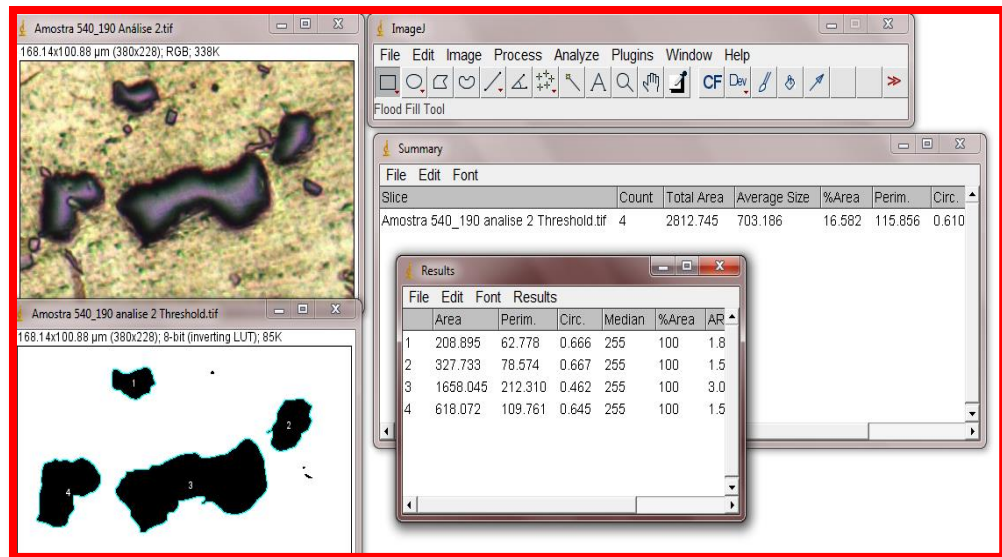 Amostra 540_190 Análise 2.tif
168.14x100.88 µm (380x228); RGB; 338K
ImageJ
File Edit Image Process Analyze Plugins Window Help
A CF Dev >>
Flood Fill Tool
Summary
File Edit Font
Slice Count Total Area Average Size %Area Perim. Circ.
Amostra 540_190 analise 2 Threshold.tif 4 2812.745 703.186 16.582 115.856 0.610
Results
File Edit Font Results
Area Perim. Circ. Median %Area AR
1 208.895 62.778 0.666 255 100 1.8
2 327.733 78.574 0.667 255 100 1.5
3 1658.045 212.310 0.462 255 100 3.0
4 618.072 109.761 0.645 255 100 1.5
Amostra 540_190 analise 2 Threshold.tif
168.14x100.88 µm (380x228); 8-bit (inverting LUT); 85K
1
2
3
4